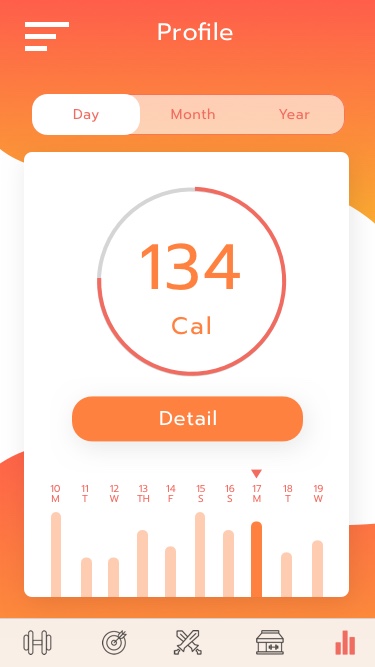 Profile
Day Month Year
134
Cal
Detail
10 11 12 13 14 15 16 17 18 19
M T W TH F S S M T W